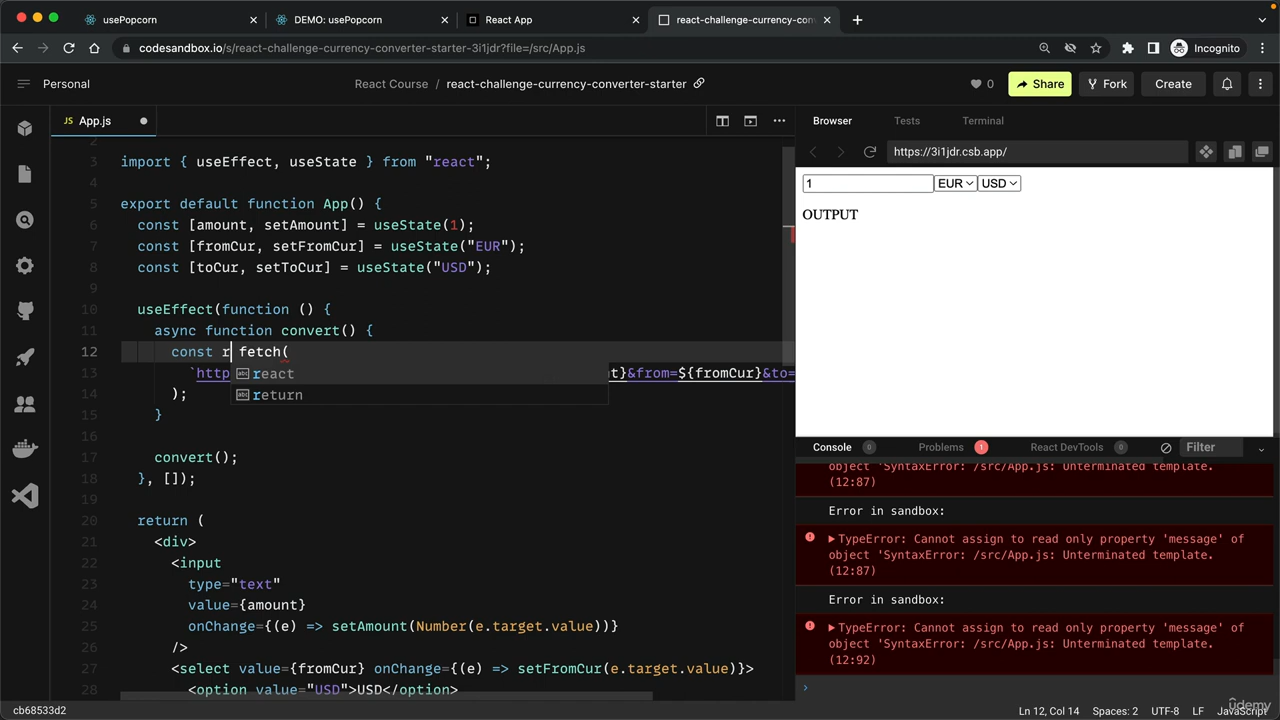 usePopcorn
DEMO: usePopcorn
React App
react-challenge-currency-con
codesandbox.io/s/react-challenge-currency-converter-starter-3i1jdr?file=/src/App.js
Incognito
Personal
React Course / react-challenge-currency-converter-starter
0
Share
Fork
Create
JS App.js
2
3 import { useEffect, useState } from "react";
4
5 export default function App() {
6 const [amount, setAmount] = useState(1);
7 const [fromCur, setFromCur] = useState("EUR");
8 const [toCur, setToCur] = useState("USD");
9
10 useEffect(function () {
11 async function convert() {
12 const r fetch(
13 `http t}&from=${fromCur}&to=
abc react
abc return
14 );
15 }
16
17 convert();
18 }, []);
19
20 return (
21 <div>
22 <input
23 type="text"
24 value={amount}
25 onChange={(e) => setAmount(Number(e.target.value))}
26 />
27 <select value={fromCur} onChange={(e) => setFromCur(e.target.value)}>
28 <option value="USD">USD</option>
Browser
Tests
Terminal
https://3i1jdr.csb.app/
1
EUR
USD
OUTPUT
Console 0
Problems 1
React DevTools 0
Filter
object 'SyntaxError: /src/App.js: Unterminated template.
(12:87)
Error in sandbox:
TypeError: Cannot assign to read only property 'message' of
object 'SyntaxError: /src/App.js: Unterminated template.
(12:87)
Error in sandbox:
TypeError: Cannot assign to read only property 'message' of
object 'SyntaxError: /src/App.js: Unterminated template.
(12:92)
cb68533d2
Ln 12, Col 14
Spaces: 2
UTF-8
LF
JavaScript
udemy